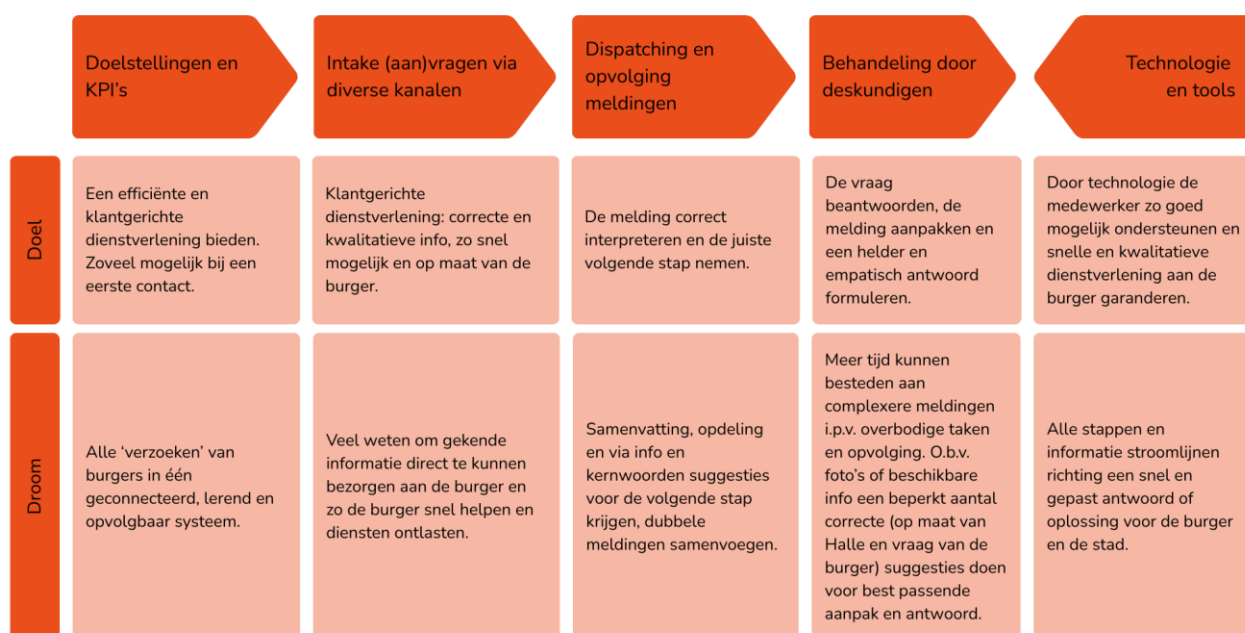 Doelstellingen en
KPI's
Intake (aan)vragen via
diverse kanalen
Dispatching en
opvolging
meldingen
Behandeling door
deskundigen
Technologie
en tools
Doel
Een efficiënte en
klantgerichte
dienstverlening bieden.
Zoveel mogelijk bij een
eerste contact.
Klantgerichte
dienstverlening: correcte en
kwalitatieve info, zo snel
mogelijk en op maat van de
burger.
De melding correct
interpreteren en de juiste
volgende stap nemen.
De vraag
beantwoorden, de
melding aanpakken en
een helder en
empatisch antwoord
formuleren.
Door technologie de
medewerker zo goed
mogelijk ondersteunen en
snelle en kwalitatieve
dienstverlening aan de
burger garanderen.
Droom
Alle ‘verzoeken’ van
burgers in één
geconnecteerd, lerend en
opvolgbaar systeem.
Veel weten om gekende
informatie direct te kunnen
bezorgen aan de burger en
zo de burger snel helpen en
diensten ontlasten.
Samenvatting, opdeling
en via info en
kernwoorden suggesties
voor de volgende stap
krijgen, dubbele
meldingen samenvoegen.
Meer tijd kunnen
besteden aan
complexere meldingen
i.p.v. overbodige taken
en opvolging. O.b.v.
foto's of beschikbare
info een beperkt aantal
correcte (op maat van
Halle en vraag van de
burger) suggesties doen
voor best passende
aanpak en antwoord.
Alle stappen en
informatie stroomlijnen
richting een snel en
gepast antwoord of
oplossing voor de burger
en de stad.